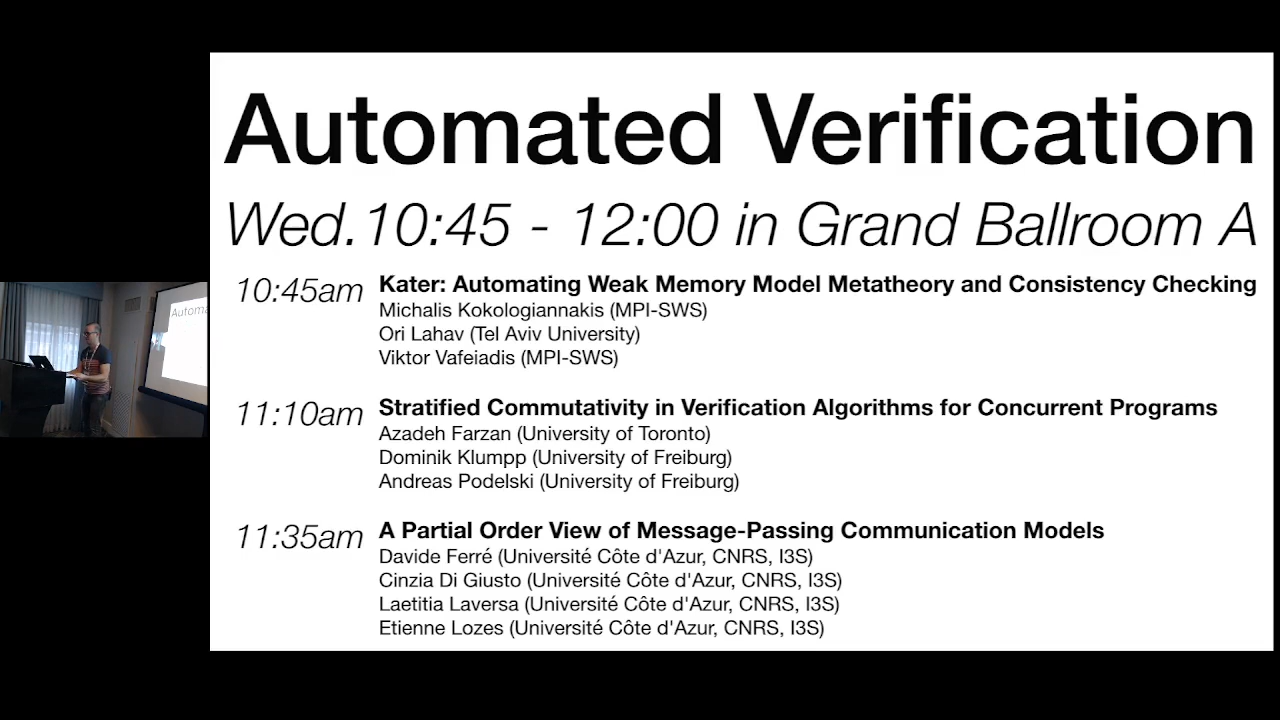 Automated Verification
Wed.10:45 - 12:00 in Grand Ballroom A
10:45am
Kater: Automating Weak Memory Model Metatheory and Consistency Checking
Michalis Kokologiannakis (MPI-SWS)
Ori Lahav (Tel Aviv University)
Viktor Vafeiadis (MPI-SWS)
11:10am
Stratified Commutativity in Verification Algorithms for Concurrent Programs
Azadeh Farzan (University of Toronto)
Dominik Klumpp (University of Freiburg)
Andreas Podelski (University of Freiburg)
11:35am
A Partial Order View of Message-Passing Communication Models
Davide Ferré (Université Côte d'Azur, CNRS, I3S)
Cinzia Di Giusto (Université Côte d'Azur, CNRS, I3S)
Laetitia Laversa (Université Côte d'Azur, CNRS, I3S)
Etienne Lozes (Université Côte d'Azur, CNRS, I3S)
Automa